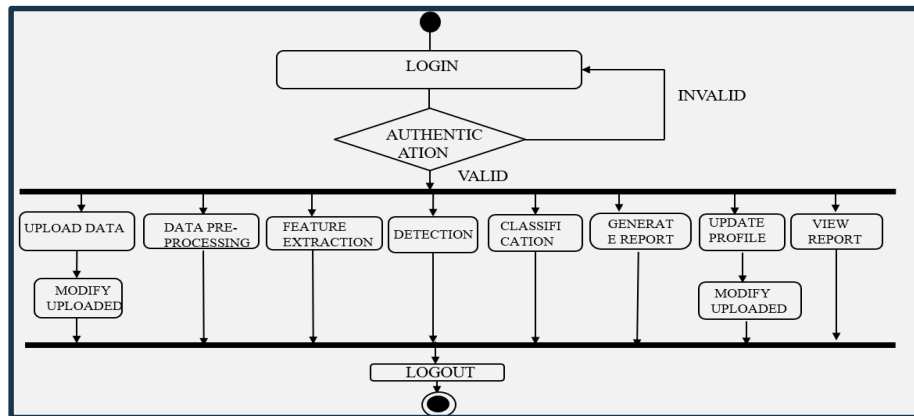 LOGIN
INVALID
AUTHENTIC
ATION
VALID
UPLOAD DATA
DATA PRE-
PROCESSING
FEATURE
EXTRACTION
DETECTION
CLASSIFI
CATION
GENERAT
E REPORT
UPDATE
PROFILE
VIEW
REPORT
MODIFY
UPLOADED
MODIFY
UPLOADED
LOGOUT